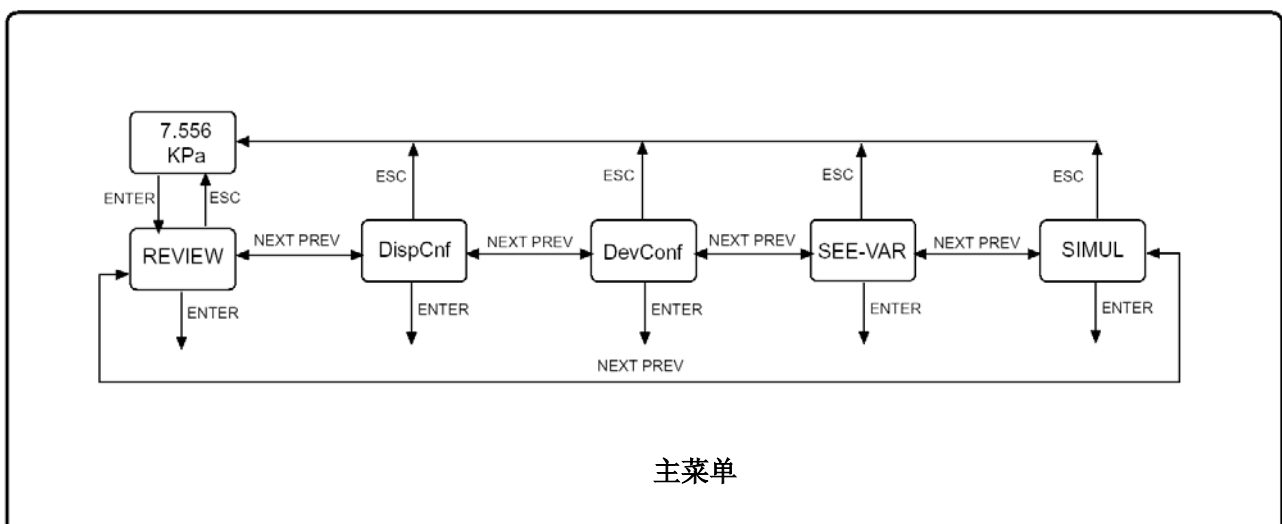 7.556
KPa
ESC
ESC
ESC
ESC
ENTER
ESC
REVIEW
NEXT PREV
DispCnf
NEXT PREV
DevConf
NEXT PREV
SEE-VAR
NEXT PREV
SIMUL
ENTER
ENTER
ENTER
ENTER
ENTER
NEXT PREV
主菜单